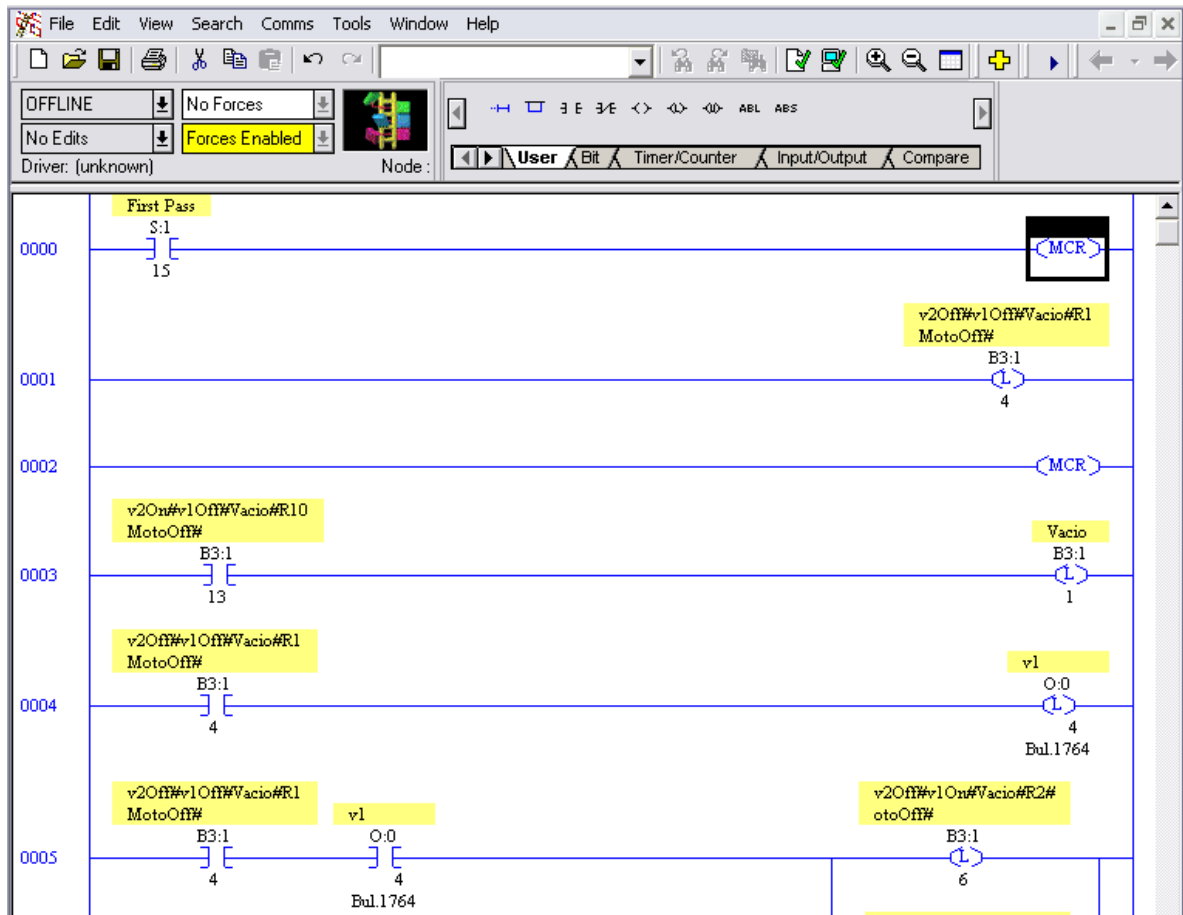 File Edit View Search Comms Tools Window Help
OFFLINE No Forces
No Edits Forces Enabled
Driver: (unknown) Node :
ABL ABS
User Bit Timer/Counter Input/Output Compare
First Pass
S:1
0000 MCR
15
v2Off#v1Off#Vacio#R1
MotoOff#
B3:1
0001 L
4
0002 MCR
v2On#v1Off#Vacio#R10
MotoOff# Vacio
B3:1 B3:1
0003 L
13 1
v2Off#v1Off#Vacio#R1
MotoOff# v1
B3:1 O:0
0004 L
4 4
Bul.1764
v2Off#v1Off#Vacio#R1 v2Off#v1On#Vacio#R2#
MotoOff# v1 otoOff#
B3:1 O:0 B3:1
0005 L
4 4 6
Bul.1764